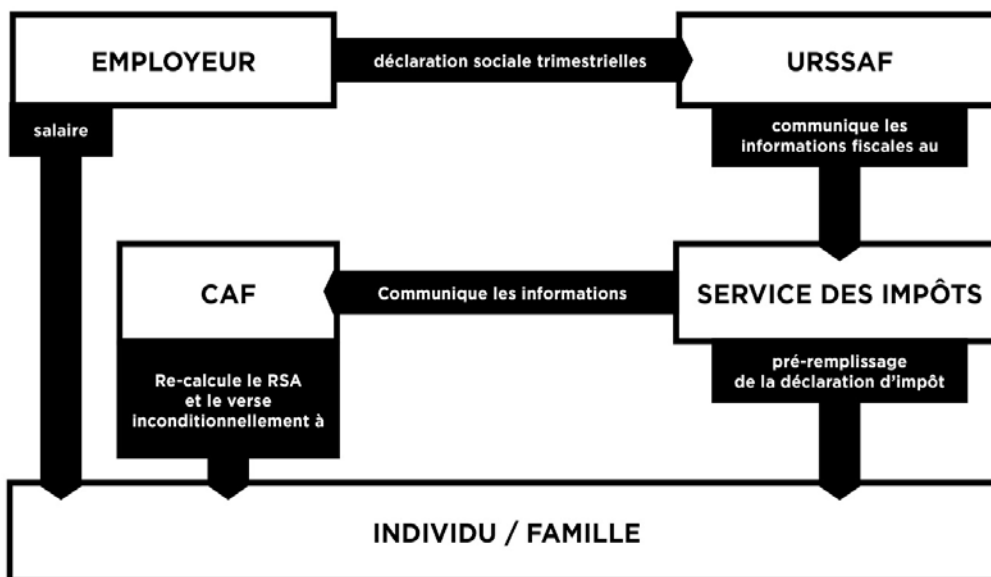 EMPLOYEUR
déclaration sociale trimestrielles
URSSAF
salaire
communique les
informations fiscales au
CAF
Communique les informations
SERVICE DES IMPÔTS
Re-calcule le RSA
et le verse
inconditionnellement à
pré-remplissage
de la déclaration d'impôt
INDIVIDU / FAMILLE